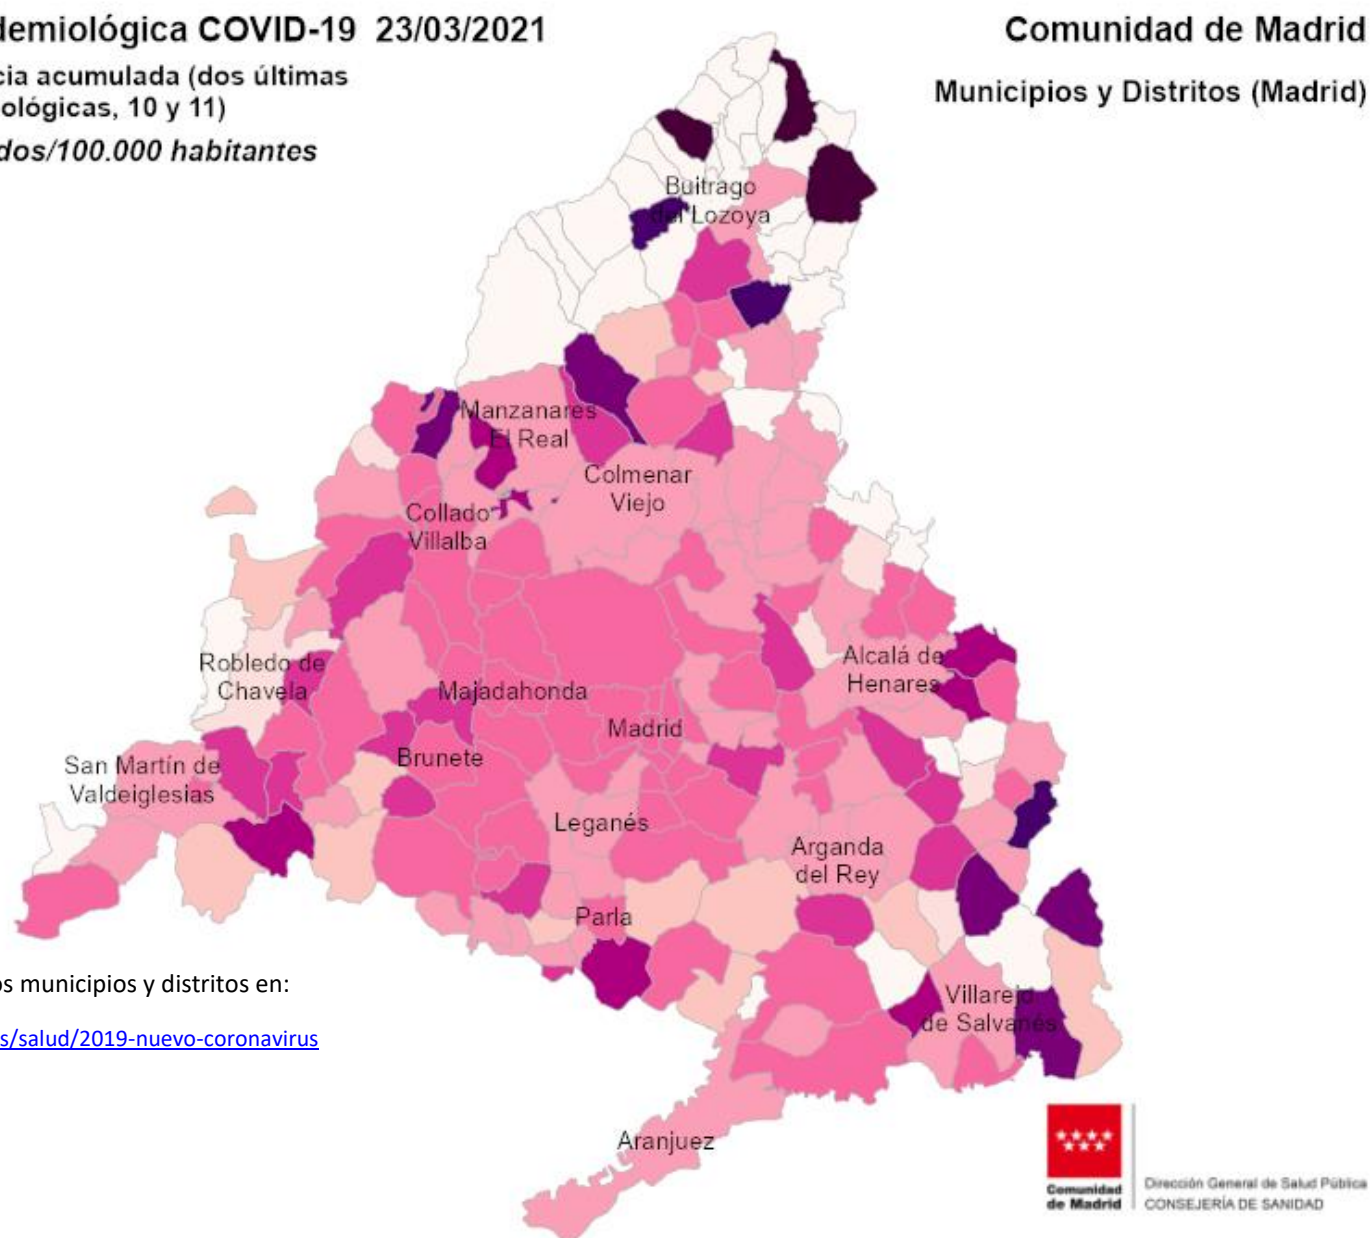 demiológica COVID-19 23/03/2021
cia acumulada (dos últimas
ológicas, 10 y 11)
dos/100.000 habitantes
Comunidad de Madrid
Municipios y Distritos (Madrid)
Buitrago
del Lozoya
Manzanares
El Real
Colmenar
Viejo
Collado
Villalba
Robledo de
Chavela
Majadahonda
Alcalá de
Henares
Madrid
San Martín de
Valdeiglesias
Brunete
Leganés
Arganda
del Rey
Parla
Villarejo
de Salvanés
os municipios y distritos en:
s/salud/2019-nuevo-coronavirus
Aranjuez
Comunidad
de Madrid
Dirección General de Salud Pública
CONSEJERÍA DE SANIDAD